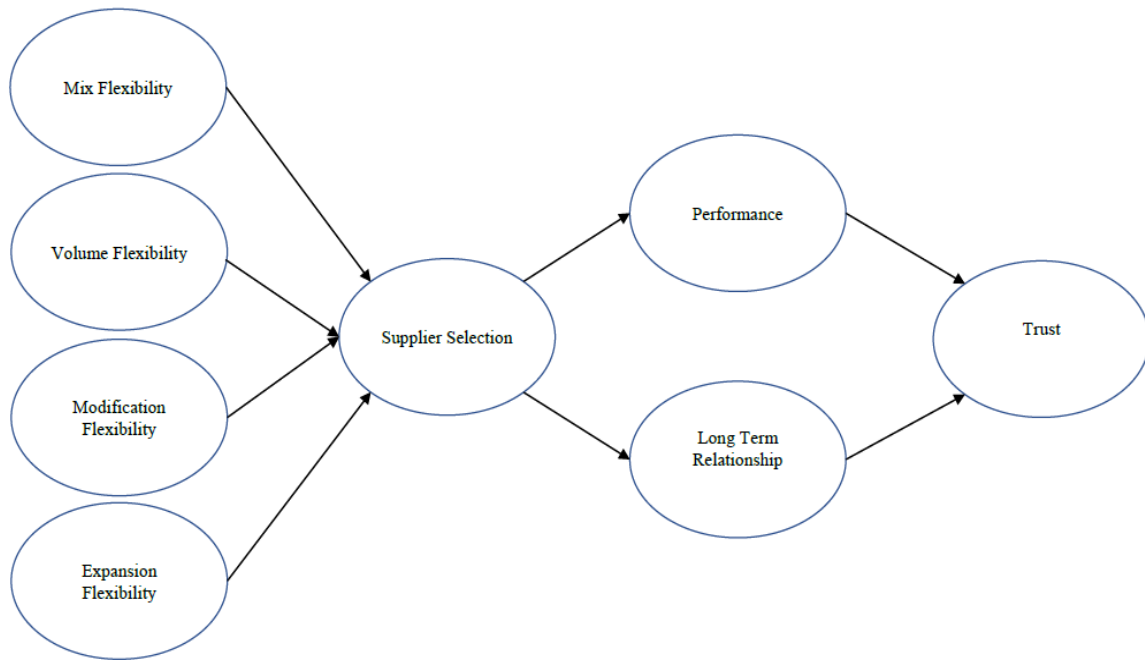 Mix Flexibility
Volume Flexibility
Modification
Flexibility
Expansion
Flexibility
Supplier Selection
Performance
Long Term
Relationship
Trust